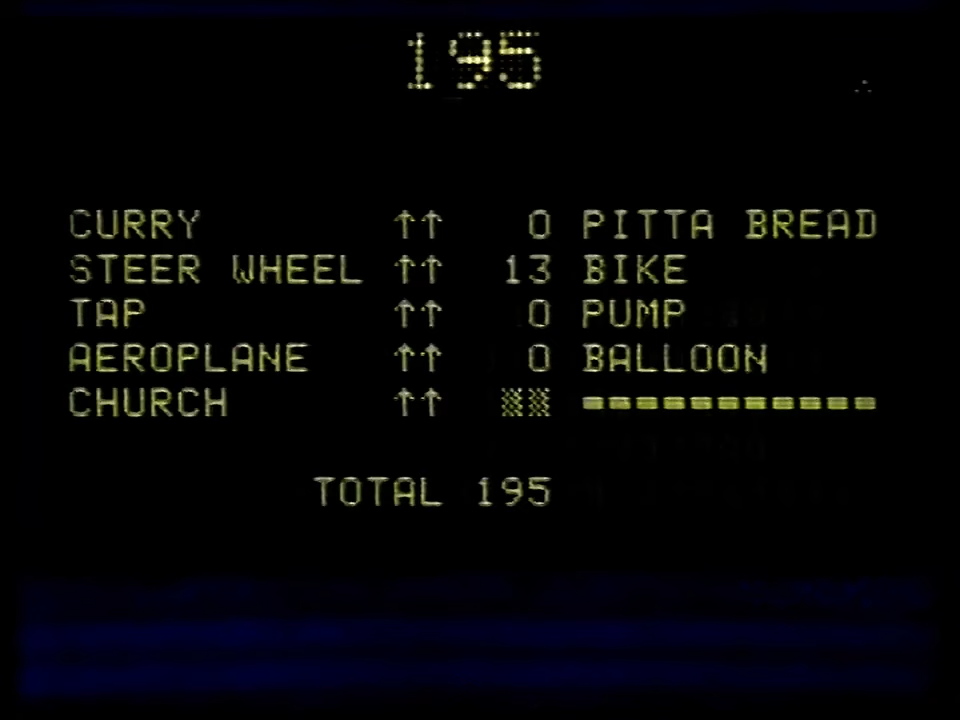 195
CURRY ↑↑ 0 PITTA BREAD
STEER WHEEL ↑↑ 13 BIKE
TAP ↑↑ 0 PUMP
AEROPLANE ↑↑ 0 BALLOON
CHURCH ↑↑
TOTAL 195